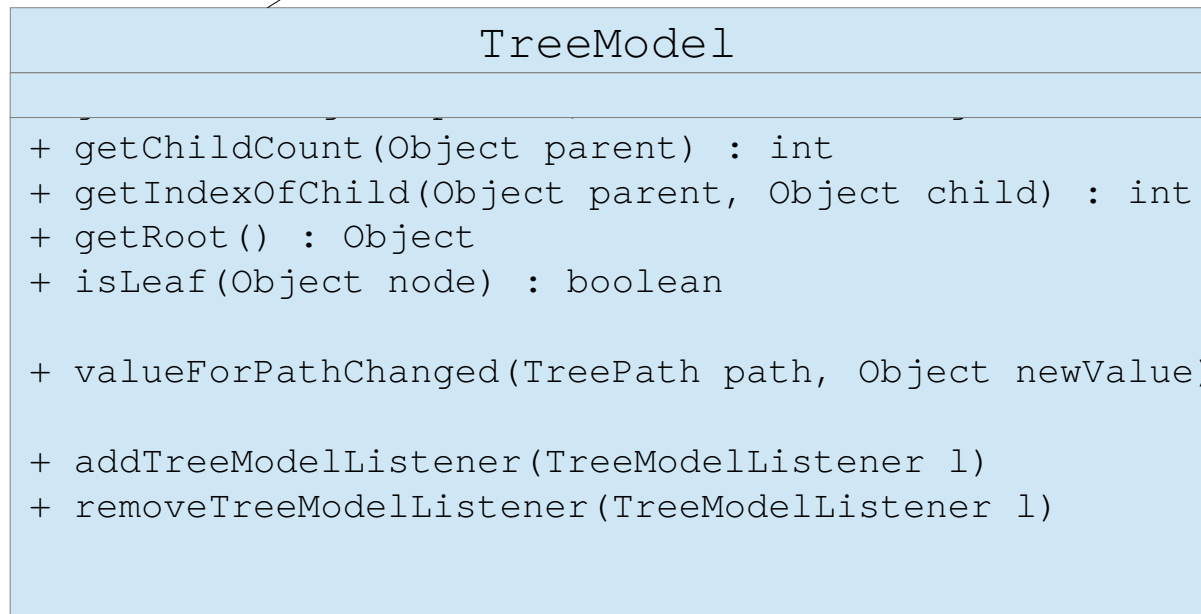 TreeModel
+ getChildCount(Object parent) : int
+ getIndexOfChild(Object parent, Object child) : int
+ getRoot() : Object
+ isLeaf(Object node) : boolean
+ valueForPathChanged(TreePath path, Object newValue)
+ addTreeModelListener(TreeModelListener l)
+ removeTreeModelListener(TreeModelListener l)